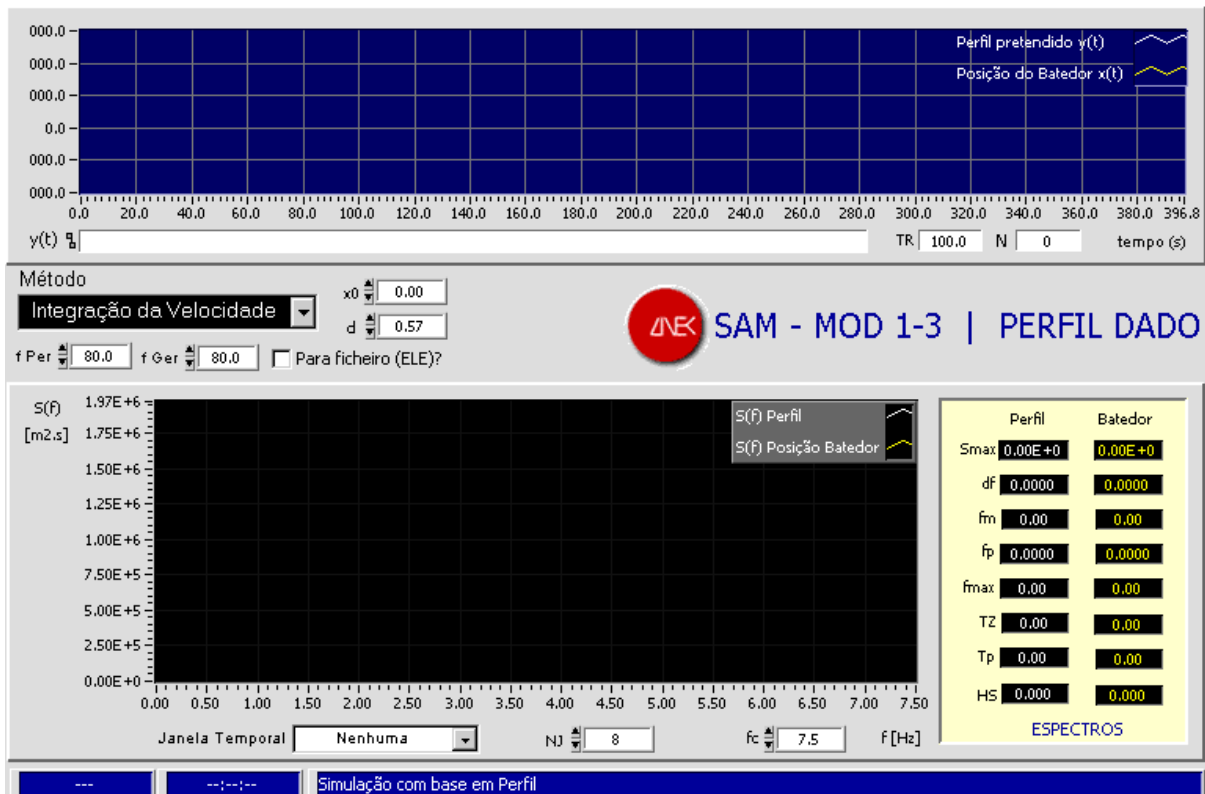 000.0
Perfil pretendido y(t)
000.0
Posição do Batedor x(t)
000.0
0.0
000.0
000.0
0.0 20.0 40.0 60.0 80.0 100.0 120.0 140.0 160.0 180.0 200.0 220.0 240.0 260.0 280.0 300.0 320.0 340.0 360.0 380.0 396.8
y(t) TR 100.0 N 0 tempo (s)
Método
Integração da Velocidade
x0 0.00
d 0.57
f Per 80.0 f Ger 80.0 Para ficheiro (ELE)?
LNEC SAM - MOD 1-3 | PERFIL DADO
S(f)
[m2.s]
1.97E+6
1.75E+6
1.50E+6
1.25E+6
1.00E+6
7.50E+5
5.00E+5
2.50E+5
0.00E+0
S(f) Perfil
S(f) Posição Batedor
0.00 0.50 1.00 1.50 2.00 2.50 3.00 3.50 4.00 4.50 5.00 5.50 6.00 6.50 7.00 7.50
Janela Temporal Nenhuma NJ 8 fc 7.5 f [Hz]
Perfil Batedor
Smax 0.00E+0 0.00E+0
df 0.0000 0.0000
fm 0.00 0.00
fp 0.0000 0.0000
fmax 0.00 0.00
TZ 0.00 0.00
Tp 0.00 0.00
HS 0.000 0.000
ESPECTROS
--- --:--:-- Simulação com base em Perfil